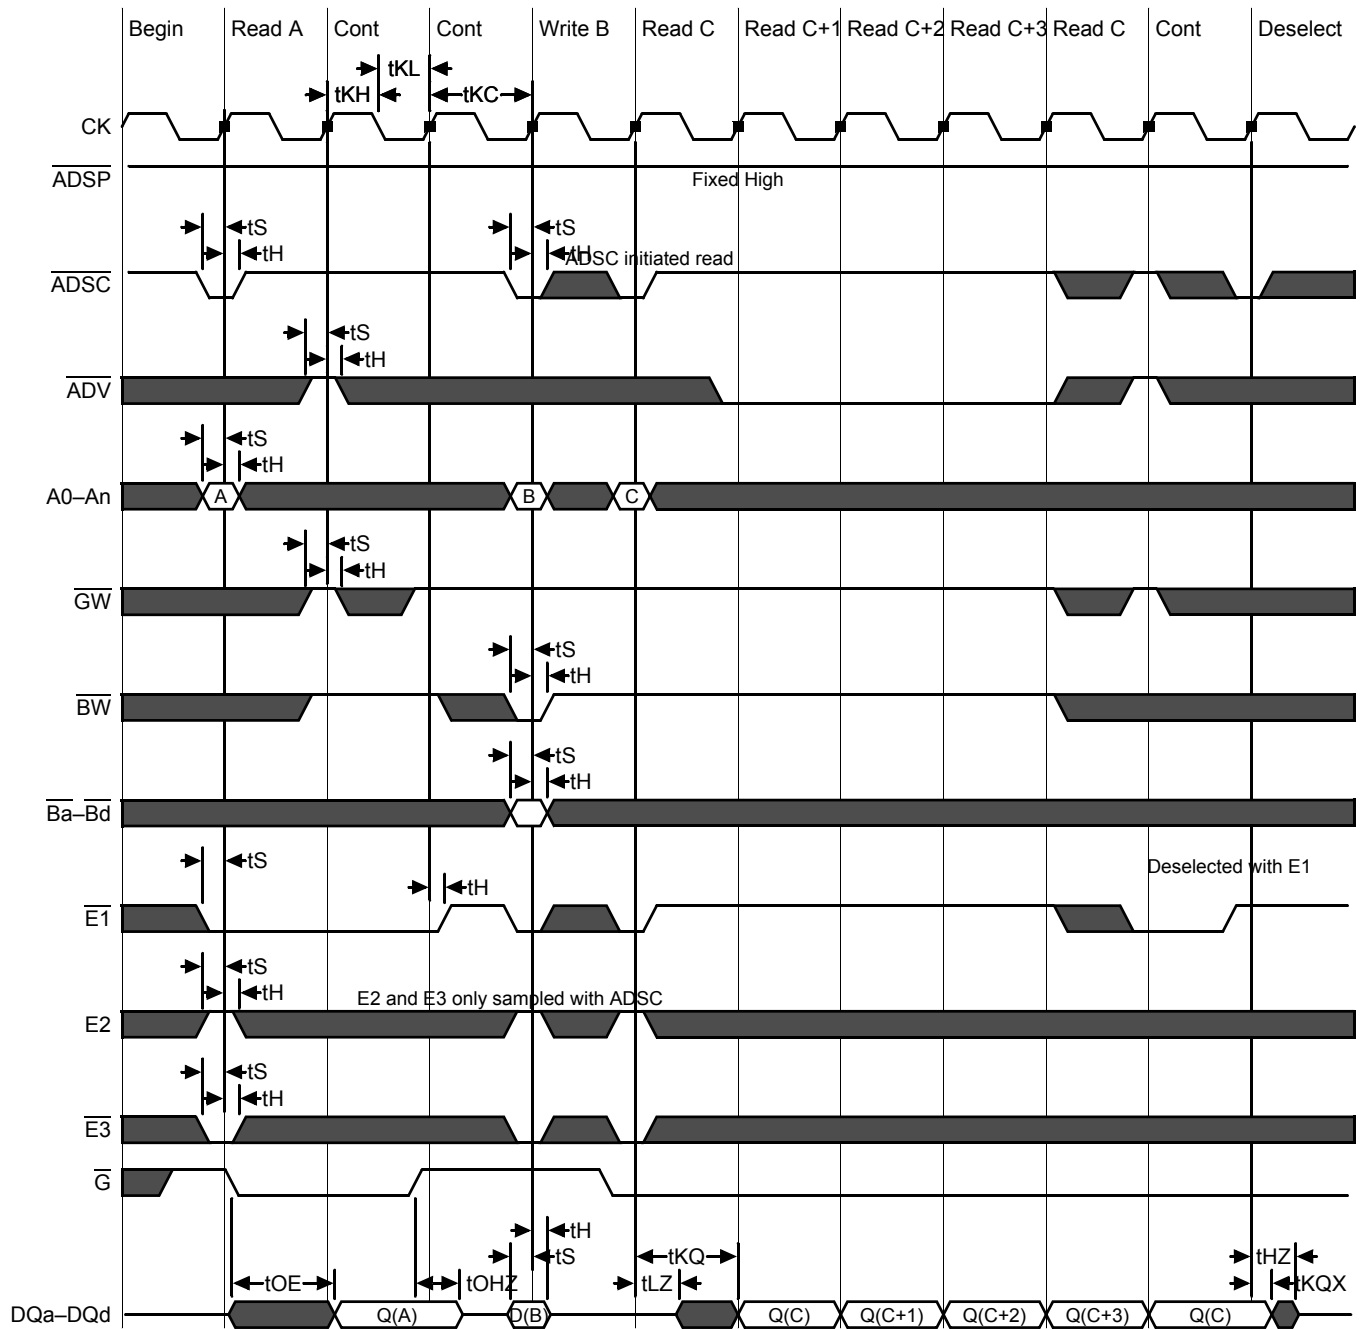 Begin Read A Cont Cont Write B Read C Read C+1 Read C+2 Read C+3 Read C Cont Deselect
tKL
tKH tKC
CK
ADSP
Fixed High
tS tS
tH tH
ADSC initiated read
ADSC
tS
tH
ADV
tS
tH
A0–An A B C
tS
tH
GW
tS
tH
BW
tS
tH
Ba–Bd
tS Deselected with E1
tH
E1
tS
tH E2 and E3 only sampled with ADSC
E2
tS
tH
E3
G
tH
tS tKQ tHZ
tOE tOHZ tLZ tKQX
DQa–DQd Q(A) D(B) Q(C) Q(C+1) Q(C+2) Q(C+3) Q(C)